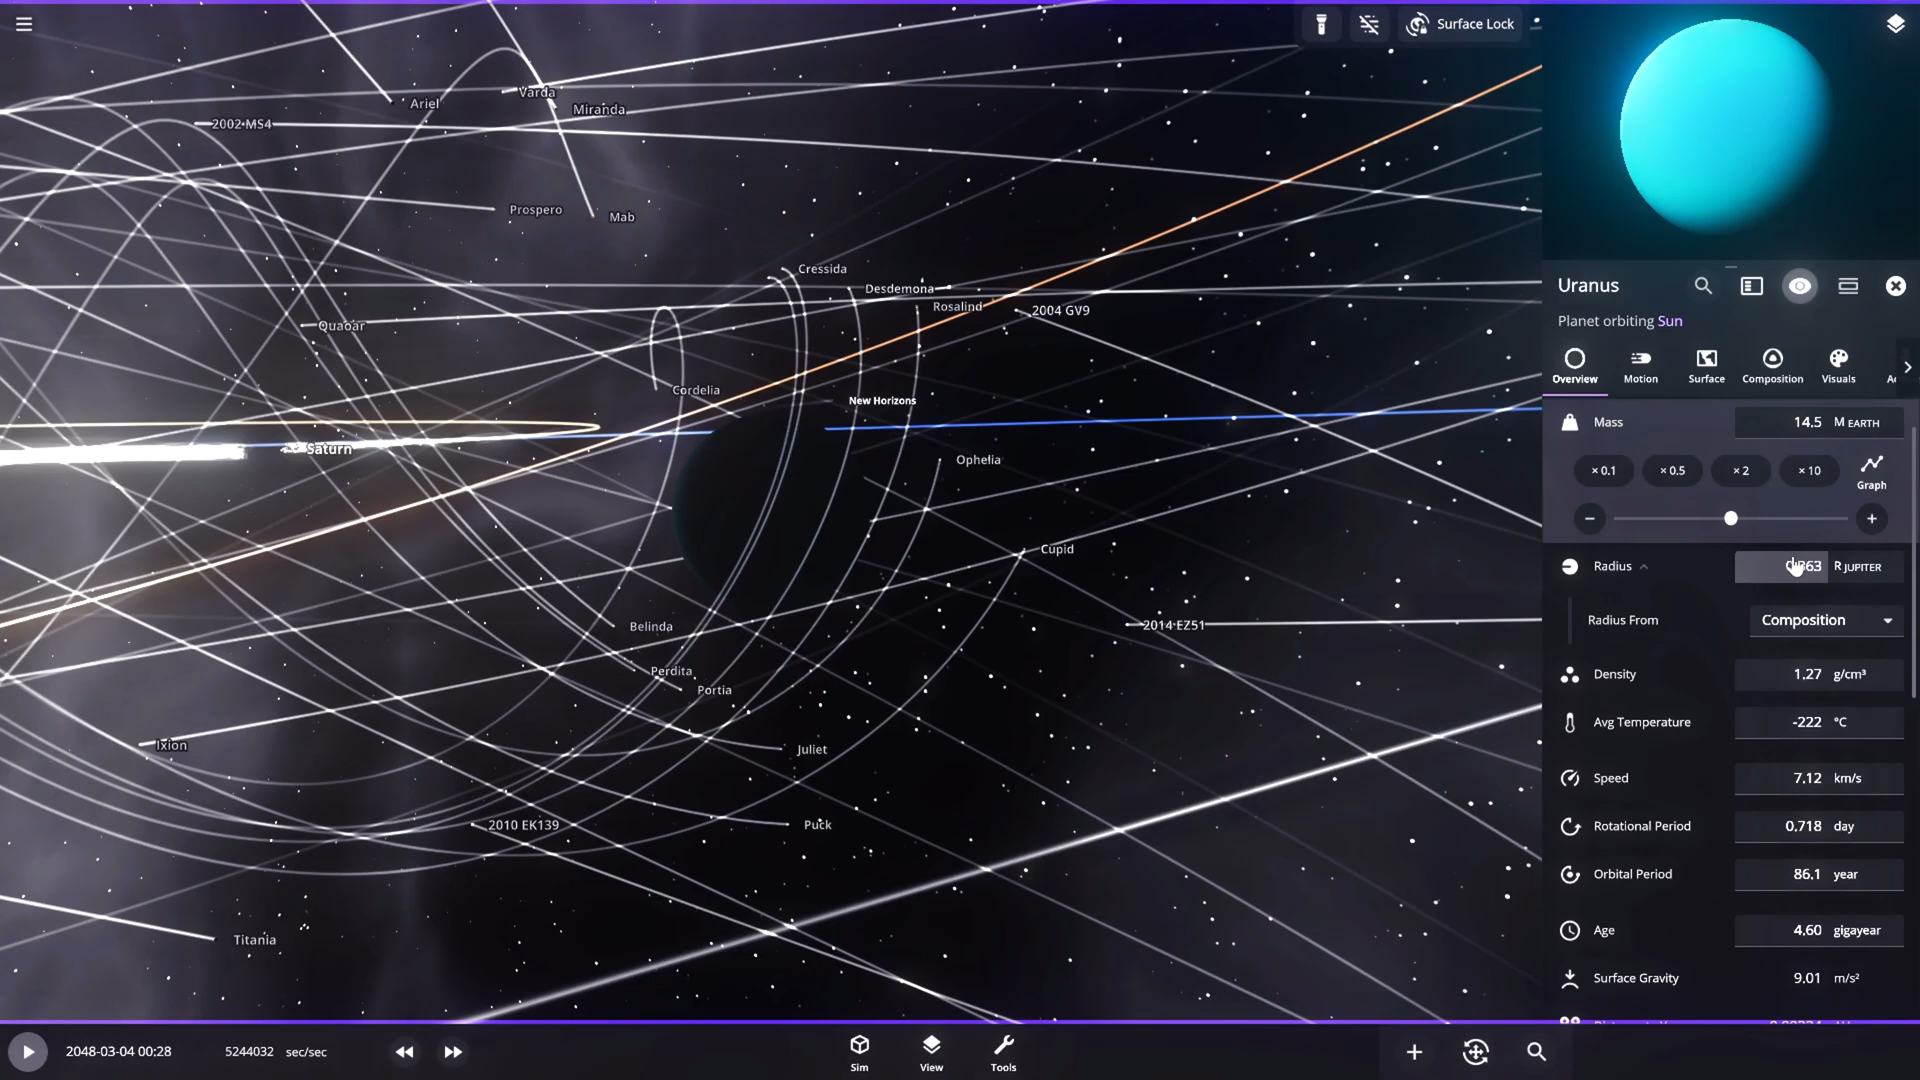 Surface Lock
Ariel
Varda
Miranda
2002 MS4
Prospero
Mab
Cressida
Desdemona
Rosalind
2004 GV9
Quaoar
Cordelia
New Horizons
Saturn
Ophelia
Cupid
Belinda
2014 EZ51
Perdita
Portia
Ixion
Juliet
2010 EK139
Puck
Titania
Uranus
Planet orbiting Sun
Overview Motion Surface Composition Visuals
Mass 14.5 M EARTH
× 0.1 × 0.5 × 2 × 10 Graph
Radius R JUPITER
Radius From Composition
Density 1.27 g/cm³
Avg Temperature -222 °C
Speed 7.12 km/s
Rotational Period 0.718 day
Orbital Period 86.1 year
Age 4.60 gigayear
Surface Gravity 9.01 m/s²
2048-03-04 00:28 5244032 sec/sec
Sim View Tools